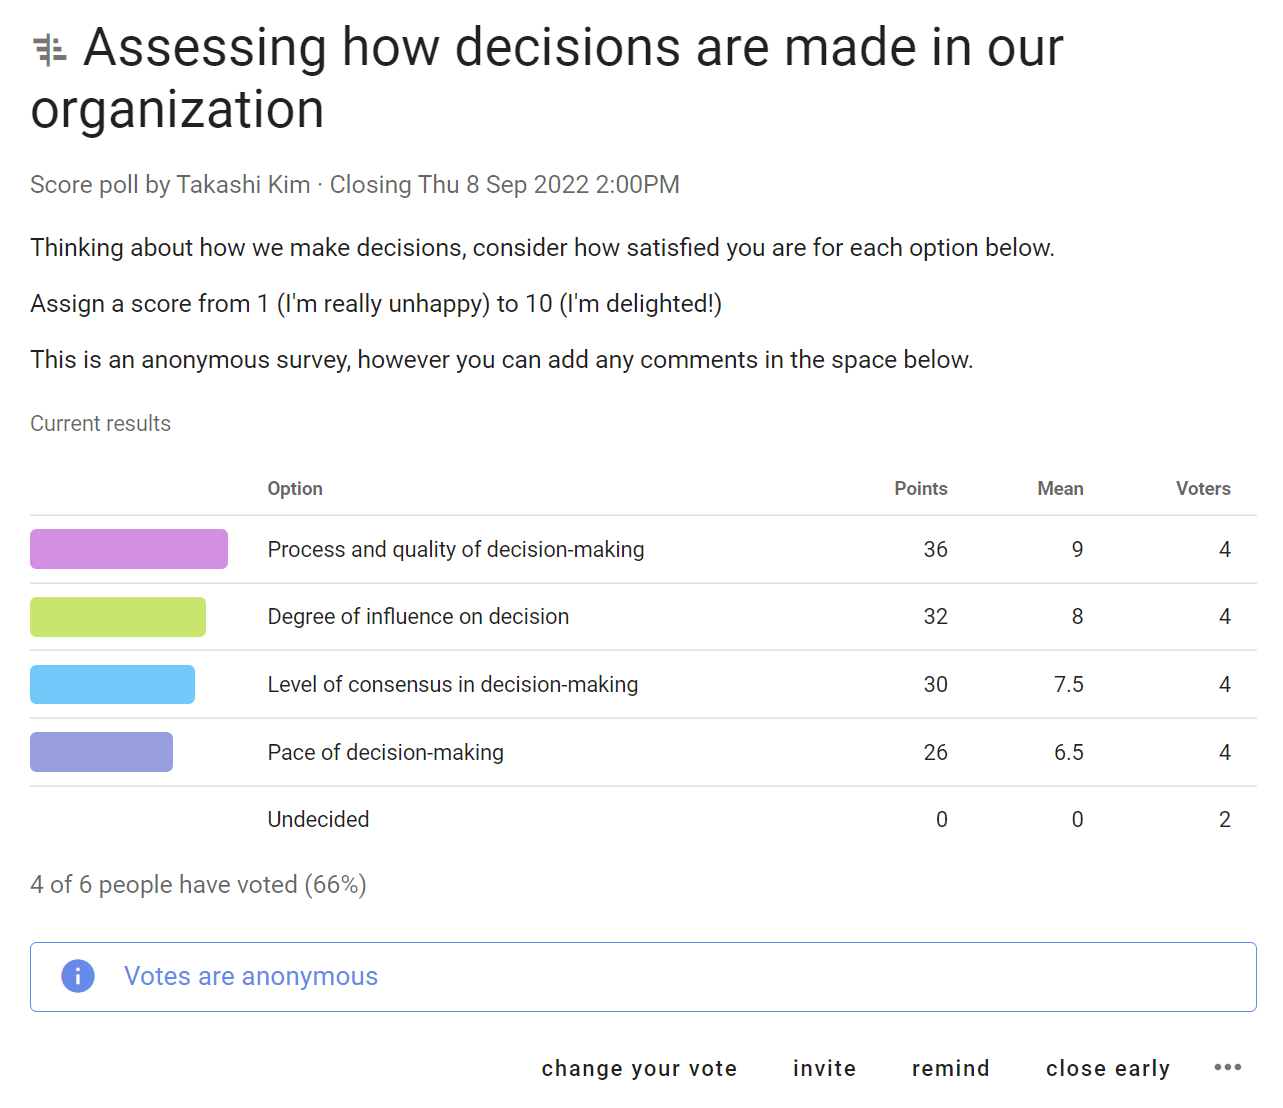 Assessing how decisions are made in our
organization
Score poll by Takashi Kim · Closing Thu 8 Sep 2022 2:00PM
Thinking about how we make decisions, consider how satisfied you are for each option below.
Assign a score from 1 (I'm really unhappy) to 10 (I'm delighted!)
This is an anonymous survey, however you can add any comments in the space below.
Current results
Option Points Mean Voters
Process and quality of decision-making 36 9 4
Degree of influence on decision 32 8 4
Level of consensus in decision-making 30 7.5 4
Pace of decision-making 26 6.5 4
Undecided 0 0 2
4 of 6 people have voted (66%)
Votes are anonymous
change your vote invite remind close early